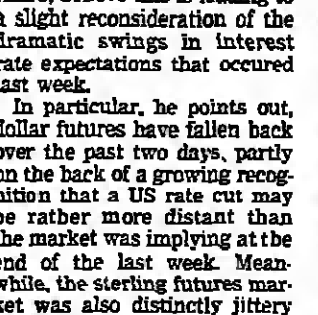 a slight reconsideration of the
dramatic swings in interest
rate expectations that occured
last week.
In particular, he points out,
dollar futures have fallen back
over the past two days, partly
on the back of a growing recog-
nition that a US rate cut may
be rather more distant than
the market was implying at the
end of the last week. Mean-
while, the sterling futures mar-
ket was also distinctly jittery